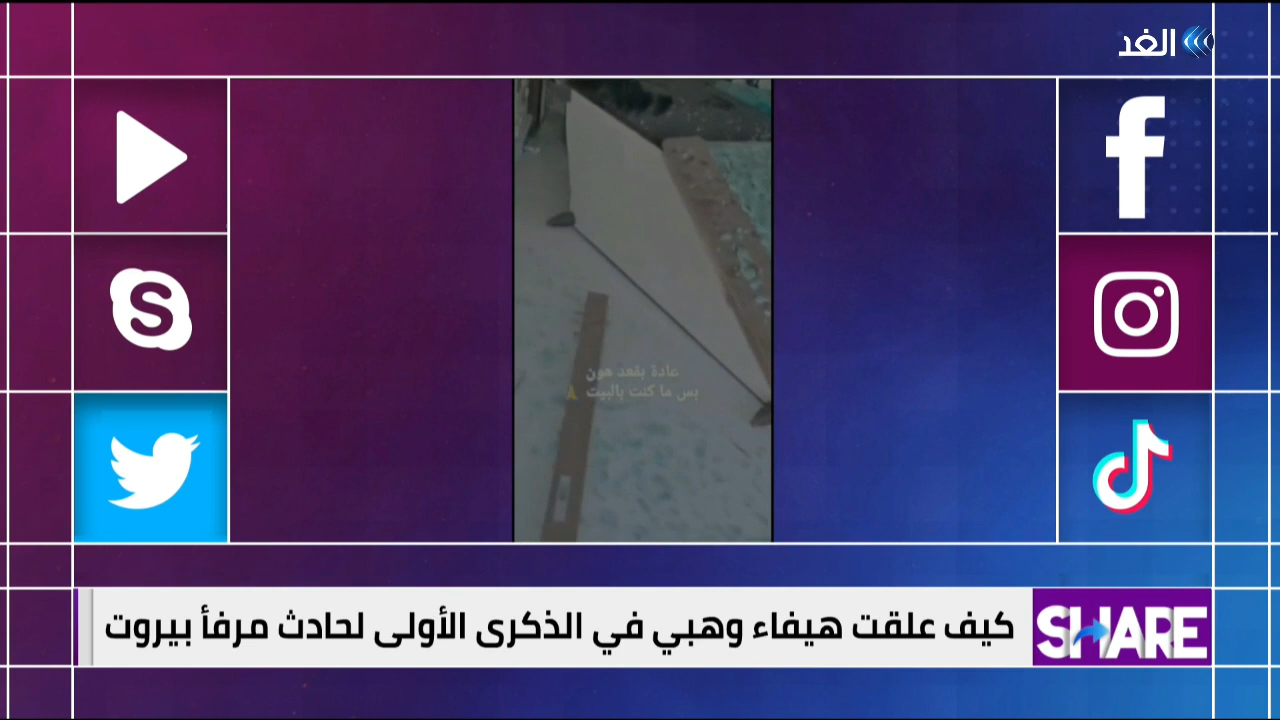 الغد
عادة بقعد هون
بس ما كنت بالبيت
كيف علقت هيفاء وهبي في الذكرى الأولى لحادث مرفأ بيروت
SHARE